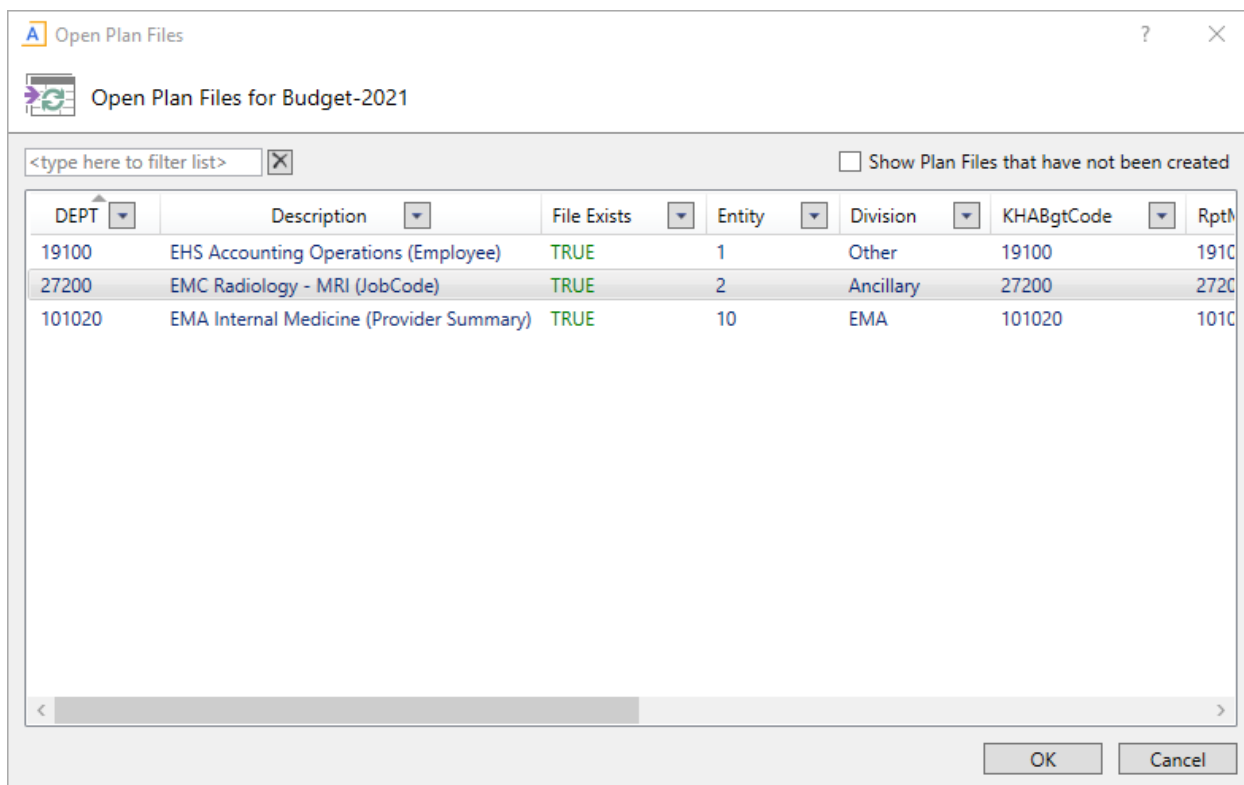 A Open Plan Files ?
Open Plan Files for Budget-2021
<type here to filter list> Show Plan Files that have not been created
DEPT Description File Exists Entity Division KHABgtCode
19100 EHS Accounting Operations (Employee) TRUE 1 Other 19100 1910
27200 EMC Radiology - MRI (JobCode) TRUE 2 Ancillary 27200 2720
101020 EMA Internal Medicine (Provider Summary) TRUE 10 EMA 101020 1010
OK Cancel